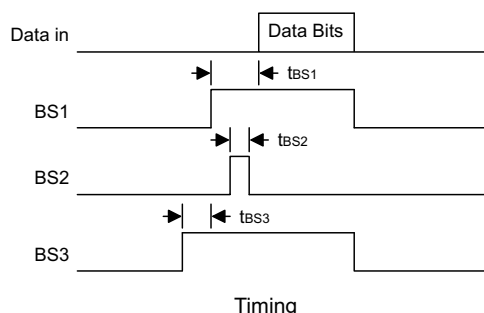 Data in
Data Bits
tBS1
BS1
tBS2
BS2
tBS3
BS3
Timing